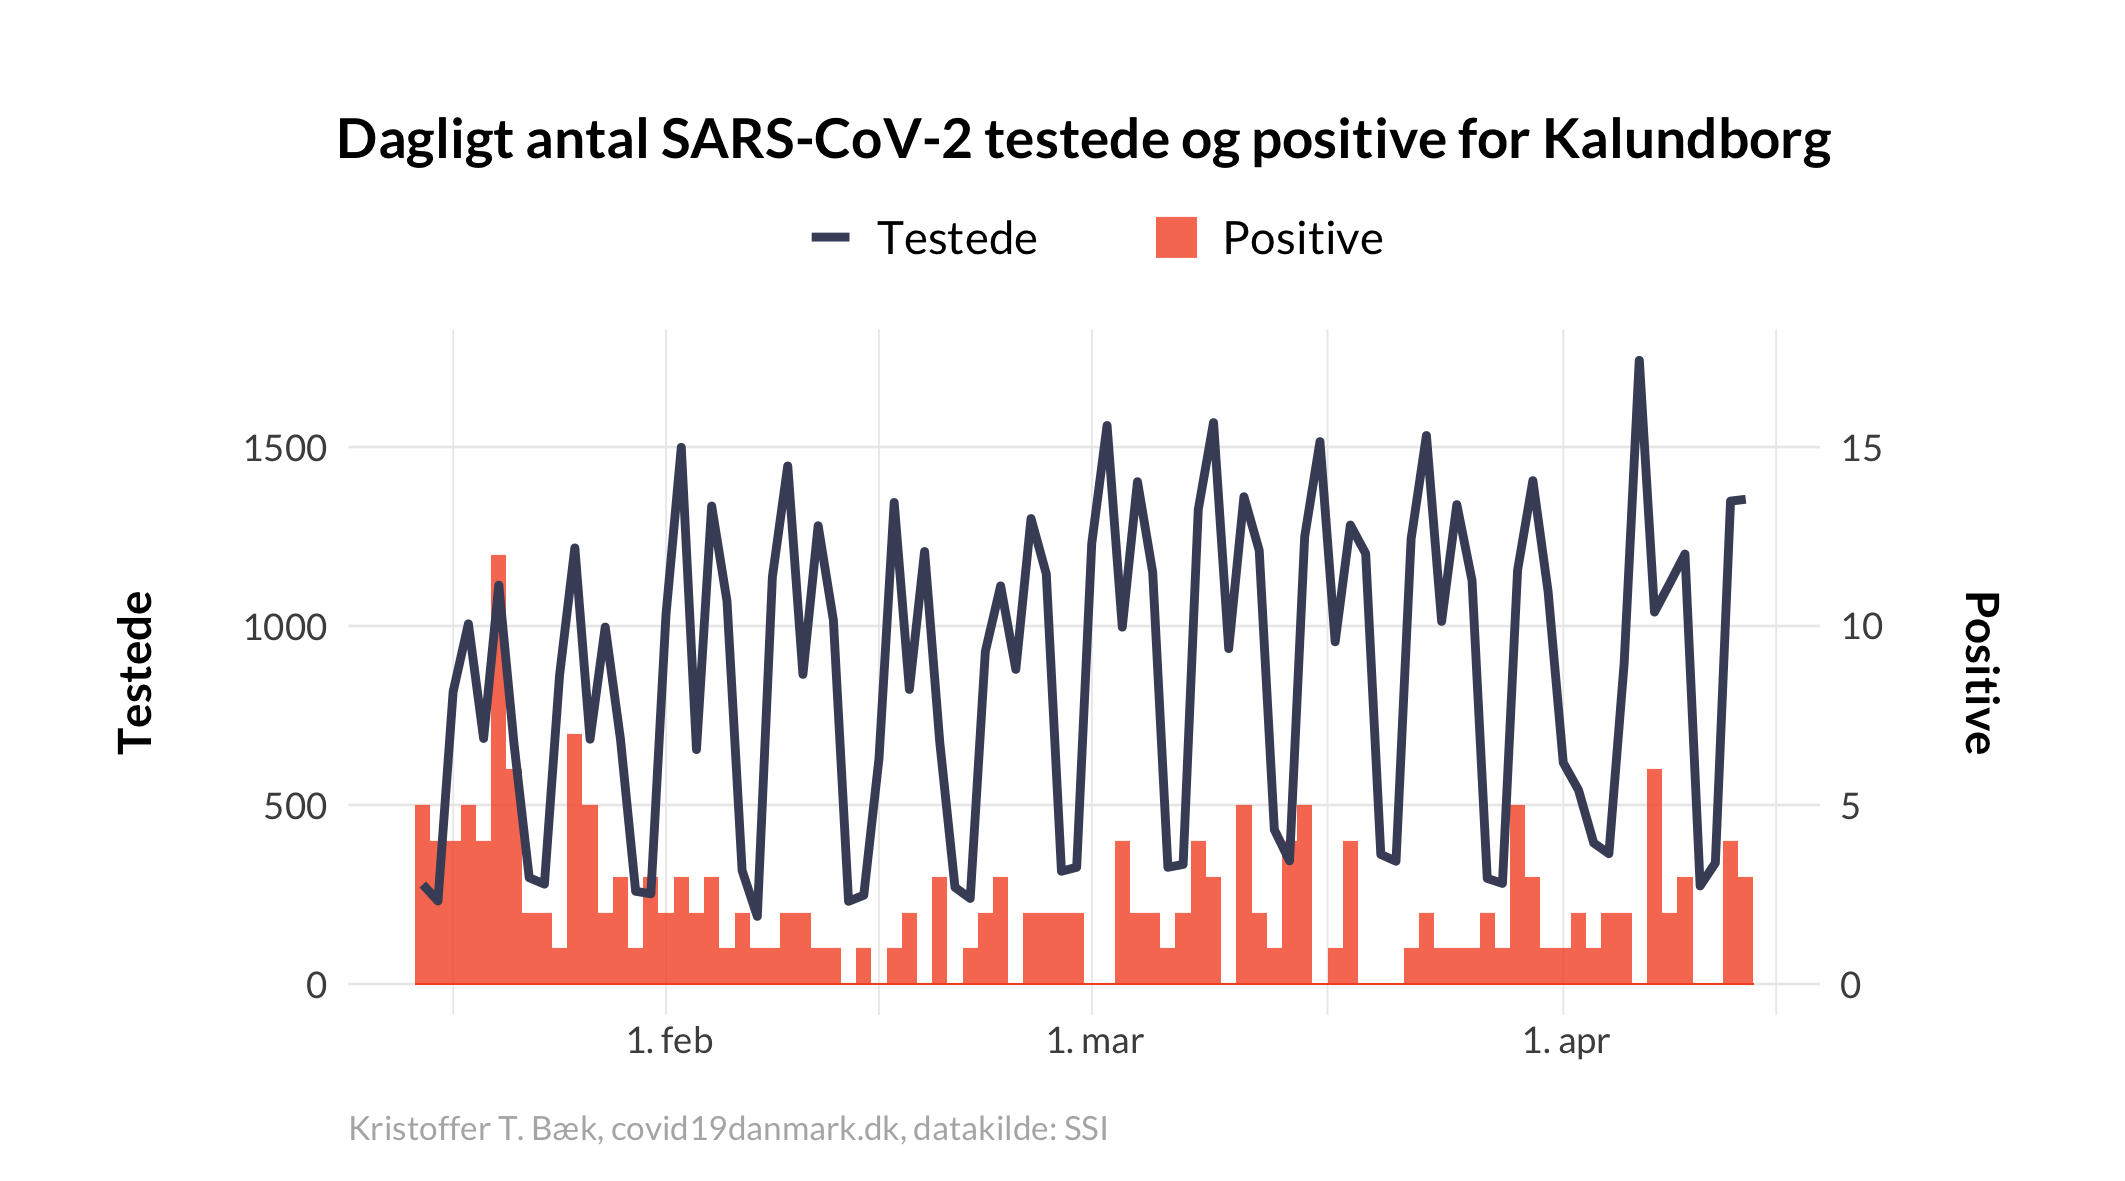 Dagligt antal SARS-CoV-2 testede og positive for Kalundborg
Testede Positive
Testede
1500
1000
500
0
15
10
5
0
Positive
1. feb 1. mar 1. apr
Kristoffer T. Bæk, covid19danmark.dk, datakilde: SSI